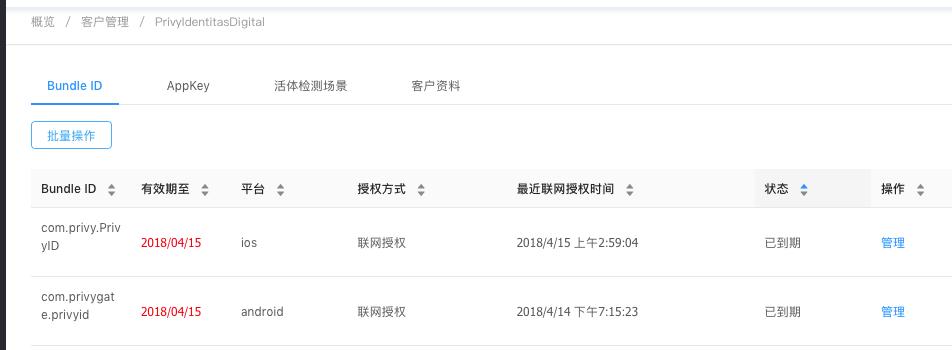 概览 / 客户管理 / PrivyIdentitasDigital
Bundle ID AppKey 活体检测场景 客户资料
批量操作
Bundle ID 有效期至 平台 授权方式 最近联网授权时间 状态 操作
com.privy.Priv
yID 2018/04/15 ios 联网授权 2018/4/15 上午2:59:04 已到期 管理
com.privygat
e.privyid 2018/04/15 android 联网授权 2018/4/14 下午7:15:23 已到期 管理